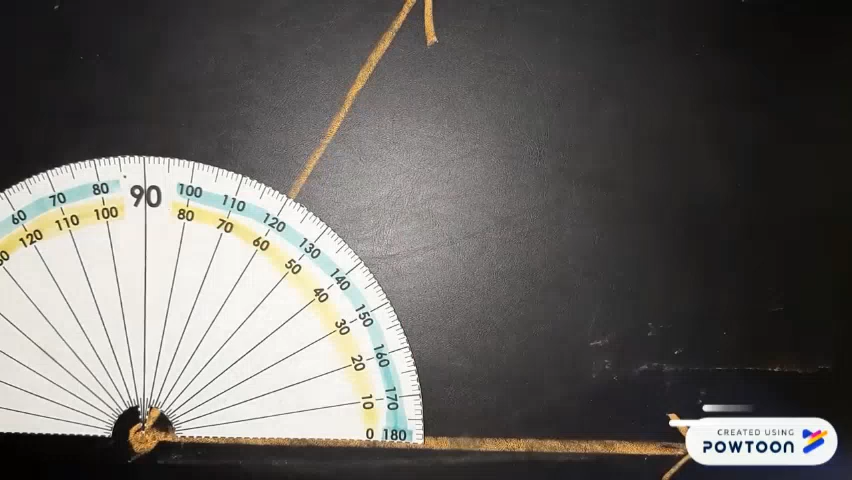 60 70 80 90 100 110 120 130 140 150 160 170 180
120 110 100 80 70 60 50 40 30 20 10 0
CREATED USING
POWTOON